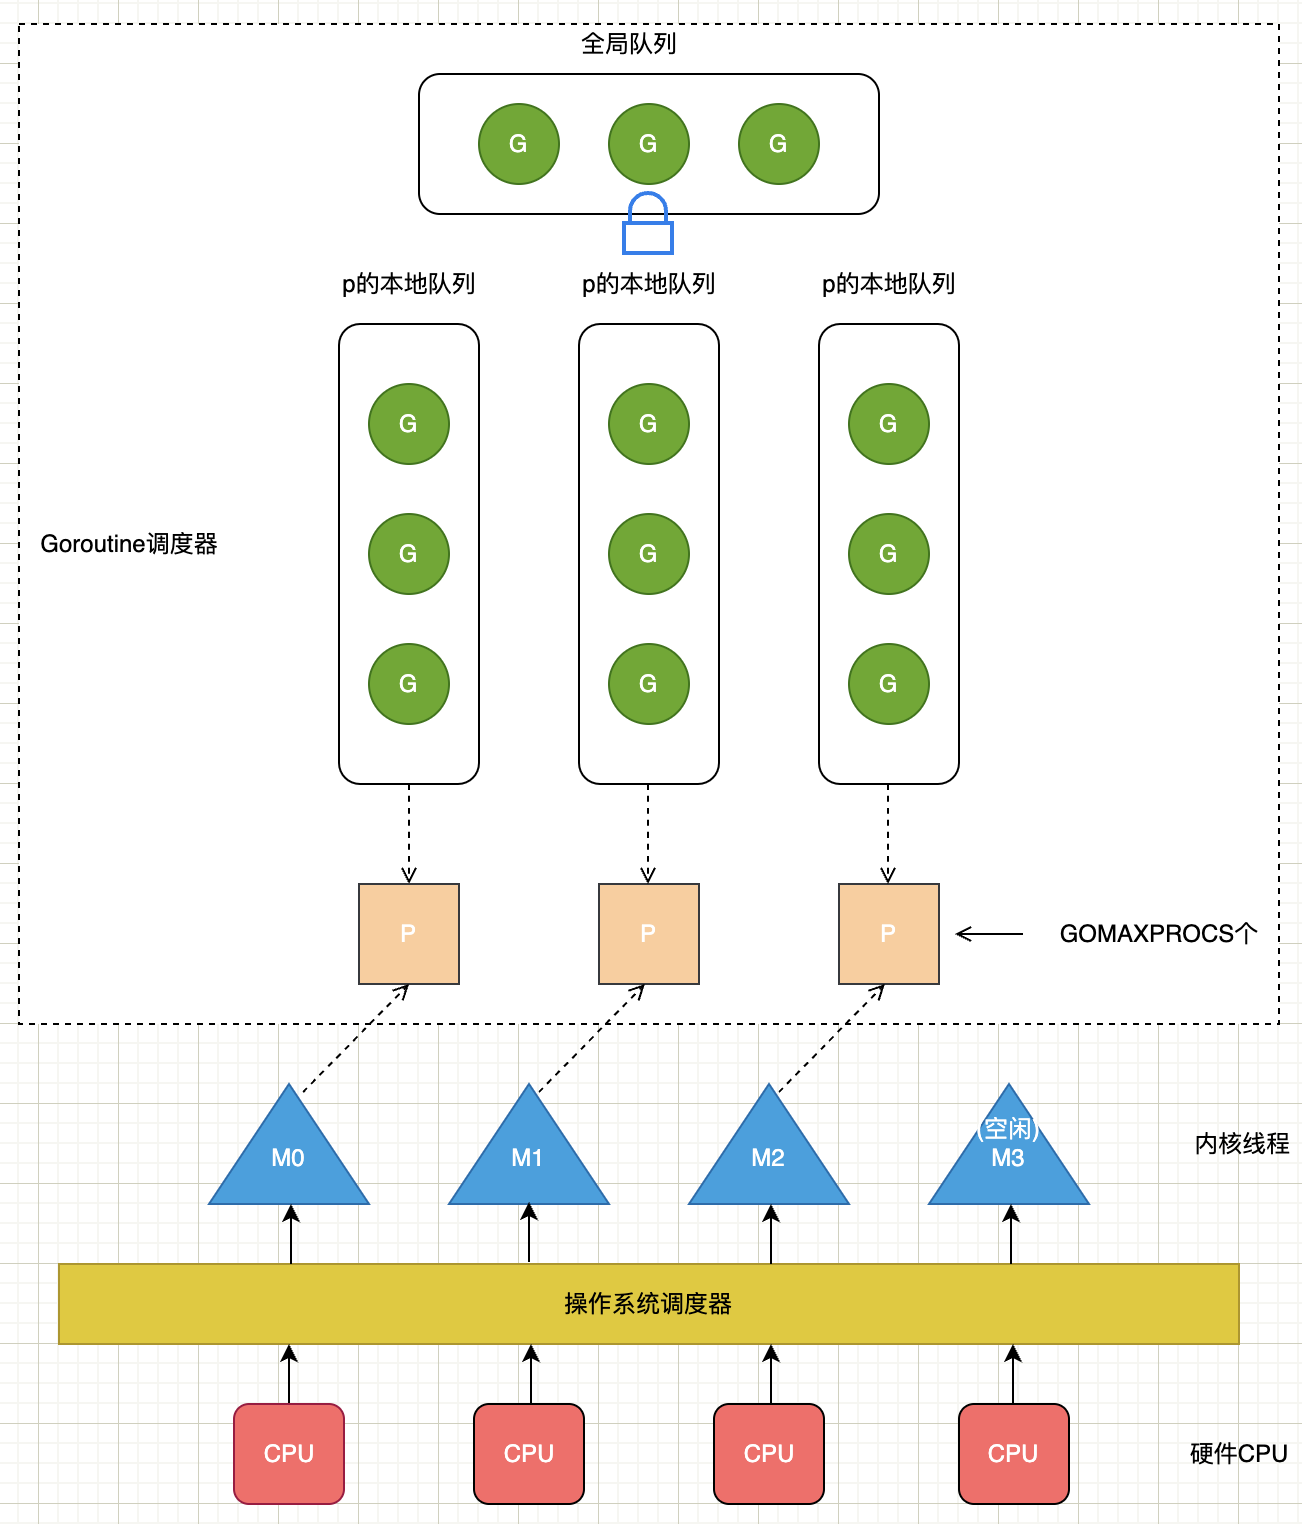 全局队列
G
G
G
p的本地队列
p的本地队列
p的本地队列
G
G
G
Goroutine调度器
G
G
G
G
G
G
P
P
P
GOMAXPROCS个
M0
M1
M2
(空闲)
M3
内核线程
操作系统调度器
CPU
CPU
CPU
CPU
硬件CPU